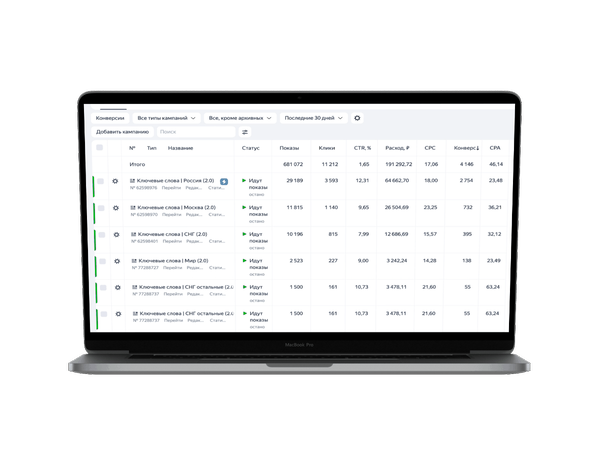 Конверсии Все типы кампаний Все, кроме архивных Последние 30 дней
Добавить кампанию Поиск
№ Тип Название Статус Показы Клики CTR, % Расход, ₽ CPC Конверс CPA
Итого 681 072 11 212 1,65 191 292,72 17,06 4 146 46,14
Ключевые слова | Россия (2.0) Идут показы 29 189 3 593 12,31 64 662,70 18,00 2 754 23,48
№ 62598976 Перейти Редак... Стати... остано
Ключевые слова | Москва (2.0) Идут показы 11 815 1 140 9,65 26 504,69 23,25 732 36,21
№ 62598979 Перейти Редак... Стати... остано
Ключевые слова | СНГ (2.0) Идут показы 10 196 815 7,99 12 686,69 15,57 395 32,12
Перейти Редак... Стати... остано
Ключевые слова | Мир (2.0) Идут показы 2 523 227 9,00 3 242,24 14,28 138 23,49
№ 77288727 Перейти Редак... Стати... остано
Ключевые слова | СНГ остальные (2.0 Идут показы 1 500 161 10,73 3 478,11 21,60 55 63,24
№ 77288737 Перейти Редак... Стати... остано
Ключевые слова | СНГ остальные (2.0 Идут показы 1 500 161 10,73 3 478,11 21,60 55 63,24
№ 77288737 Перейти Редак... Стати... остано
MacBook Pro